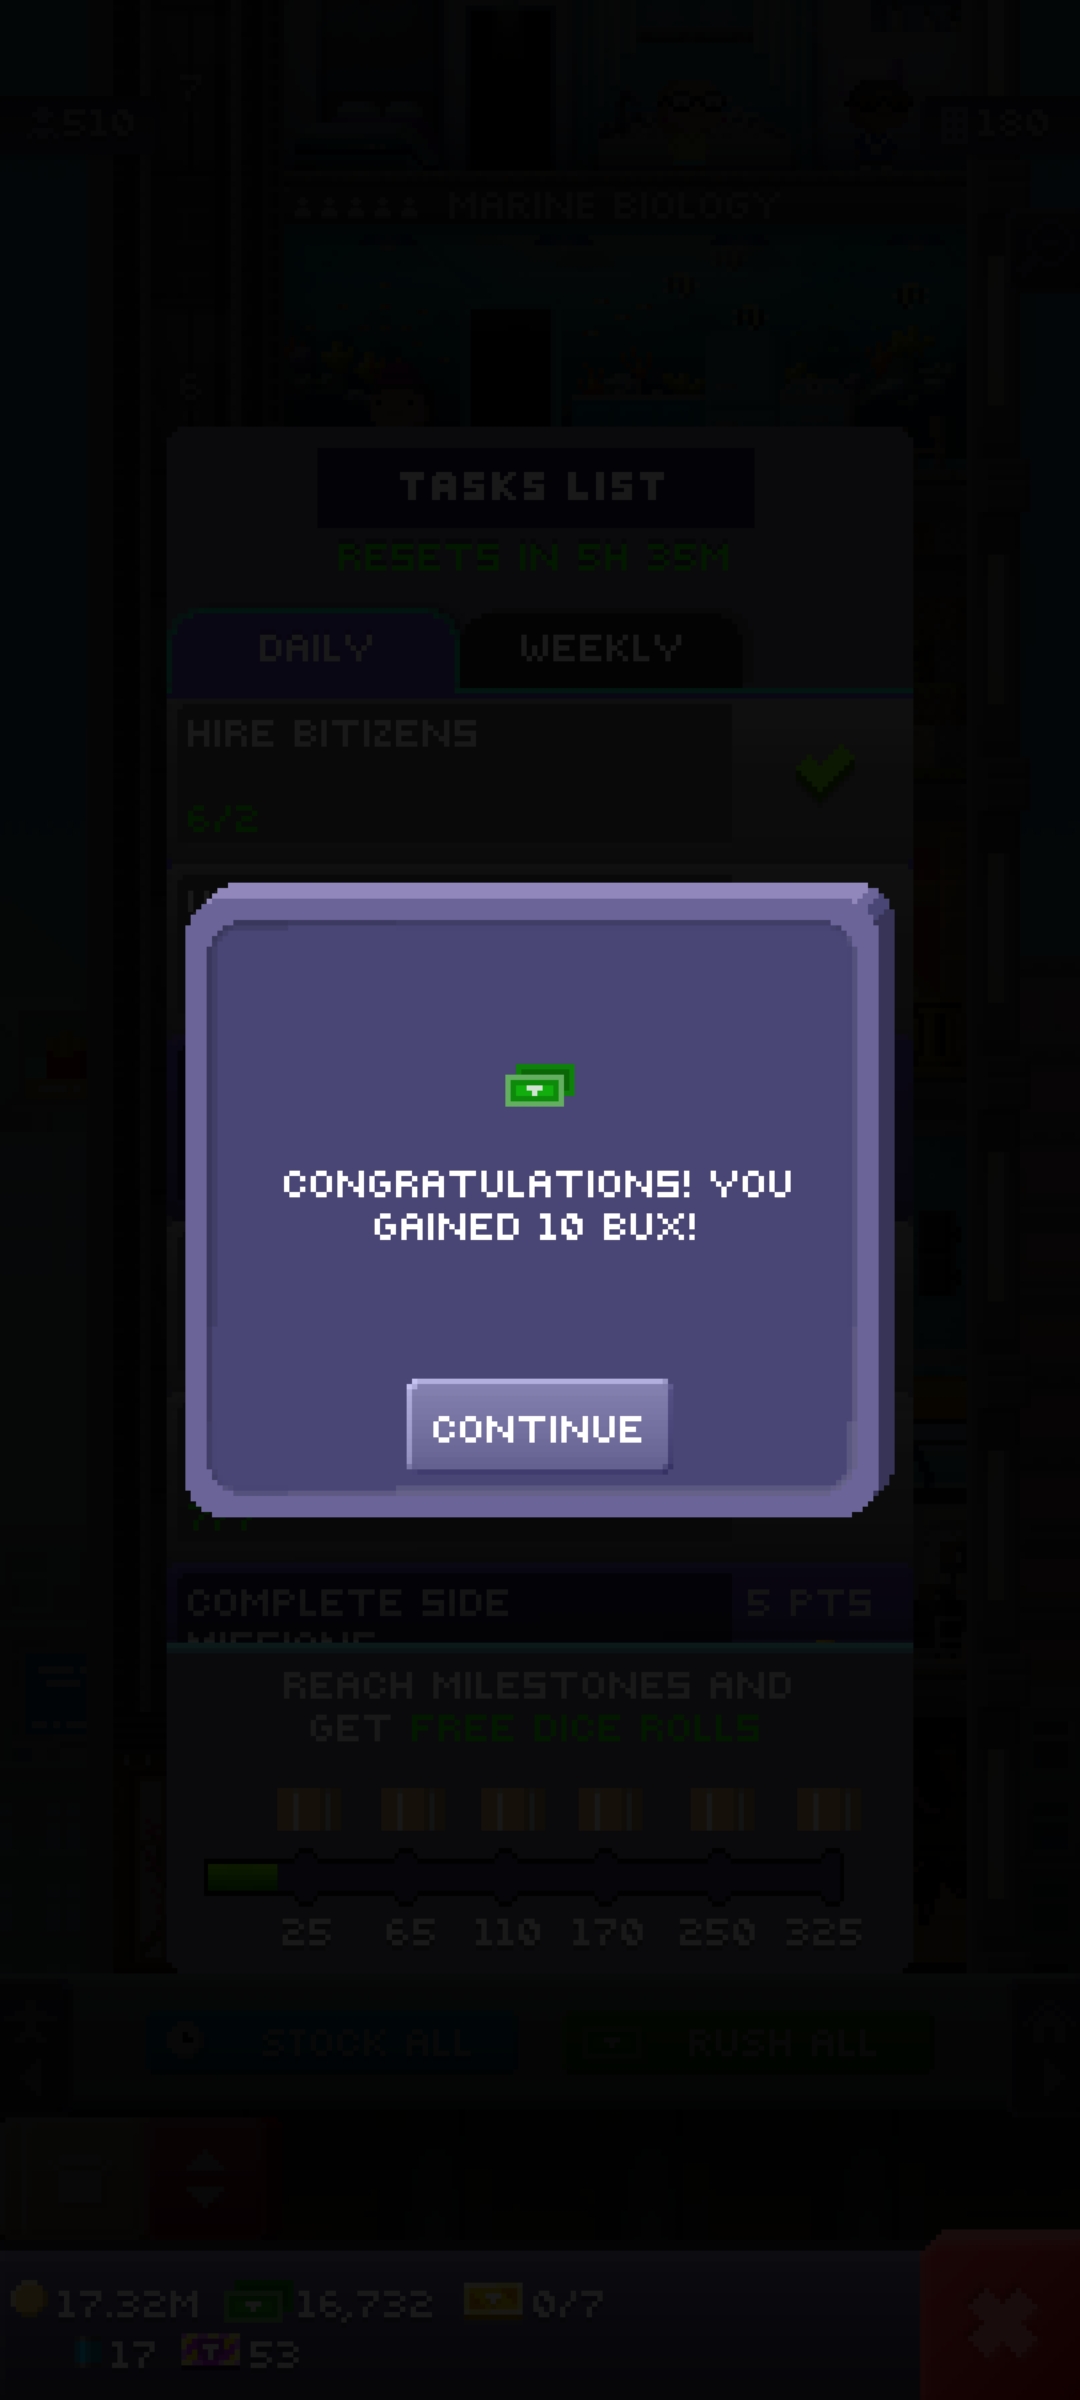 7
510
180
MARINE BIOLOGY
6
TASKS LIST
RESETS IN 5H 35M
DAILY
WEEKLY
HIRE BITIZENS
6/2
CONGRATULATIONS! YOU
GAINED 10 BUX!
CONTINUE
COMPLETE SIDE
MISSIONS
5 PTS
REACH MILESTONES AND
GET FREE DICE ROLLS
25 65 110 170 250 325
STOCK ALL
RUSH ALL
17.32M 16,732 0/7
17 53